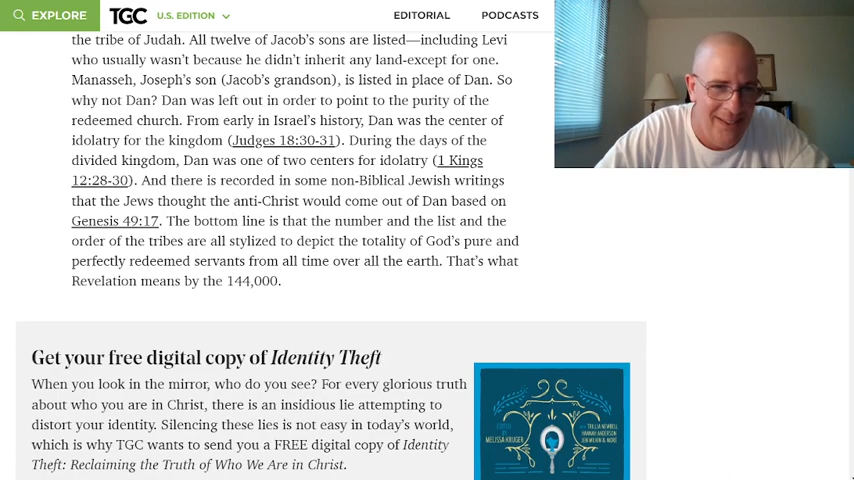 EXPLORE
TGC
U.S. EDITION
EDITORIAL
PODCASTS
the tribe of Judah. All twelve of Jacob's sons are listed—including Levi
who usually wasn't because he didn't inherit any land-except for one.
Manasseh, Joseph's son (Jacob's grandson), is listed in place of Dan. So
why not Dan? Dan was left out in order to point to the purity of the
redeemed church. From early in Israel's history, Dan was the center of
idolatry for the kingdom (Judges 18:30-31). During the days of the
divided kingdom, Dan was one of two centers for idolatry (1 Kings
12:28-30). And there is recorded in some non-Biblical Jewish writings
that the Jews thought the anti-Christ would come out of Dan based on
Genesis 49:17. The bottom line is that the number and the list and the
order of the tribes are all stylized to depict the totality of God's pure and
perfectly redeemed servants from all time over all the earth. That's what
Revelation means by the 144,000.
Get your free digital copy of Identity Theft
When you look in the mirror, who do you see? For every glorious truth
about who you are in Christ, there is an insidious lie attempting to
distort your identity. Silencing these lies is not easy in today's world,
which is why TGC wants to send you a FREE digital copy of Identity
Theft: Reclaiming the Truth of Who We Are in Christ.
EDITED
BY
MELISSA KRUGER
WITH TRILLIA NEWBELL
HANNAH ANDERSON
JEN WILKIN & MORE